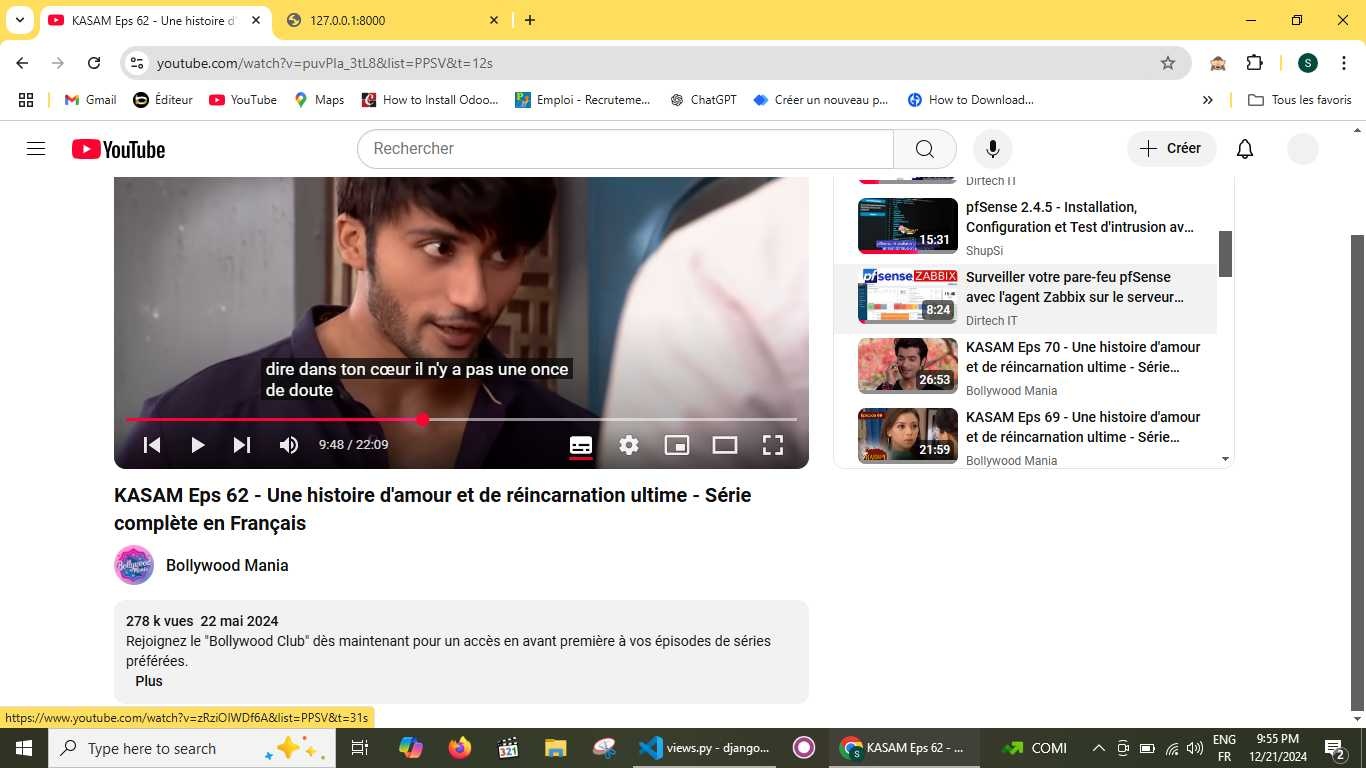 KASAM Eps 62 - Une histoire d
127.0.0.1:8000
youtube.com/watch?v=puvPIa_3tL8&list=PPSV&t=12s
S
Gmail
Éditeur
YouTube
Maps
How to Install Odoo...
Emploi - Recruteme...
ChatGPT
Créer un nouveau p...
How to Download...
Tous les favoris
YouTube
Rechercher
Créer
Dirtech IT
pfSense 2.4.5 - Installation,
Configuration et Test d'intrusion av...
15:31
ShupSi
pfsense ZABBIX
Surveiller votre pare-feu pfSense
avec l'agent Zabbix sur le serveur...
8:24
Dirtech IT
KASAM Eps 70 - Une histoire d'amour
et de réincarnation ultime - Série...
26:53
Bollywood Mania
KASAM Eps 69 - Une histoire d'amour
et de réincarnation ultime - Série...
21:59
Bollywood Mania
dire dans ton cœur il n'y a pas une once
de doute
9:48 / 22:09
KASAM Eps 62 - Une histoire d'amour et de réincarnation ultime - Série
complète en Français
Bollywood Mania
278 k vues 22 mai 2024
Rejoignez le "Bollywood Club" dès maintenant pour un accès en avant première à vos épisodes de séries
préférées.
Plus
https://www.youtube.com/watch?v=zRziOlWDf6A&list=PPSV&t=31s
Type here to search
321
views.py - django...
S
KASAM Eps 62 - ...
COMI
ENG
FR
9:55 PM
12/21/2024
2